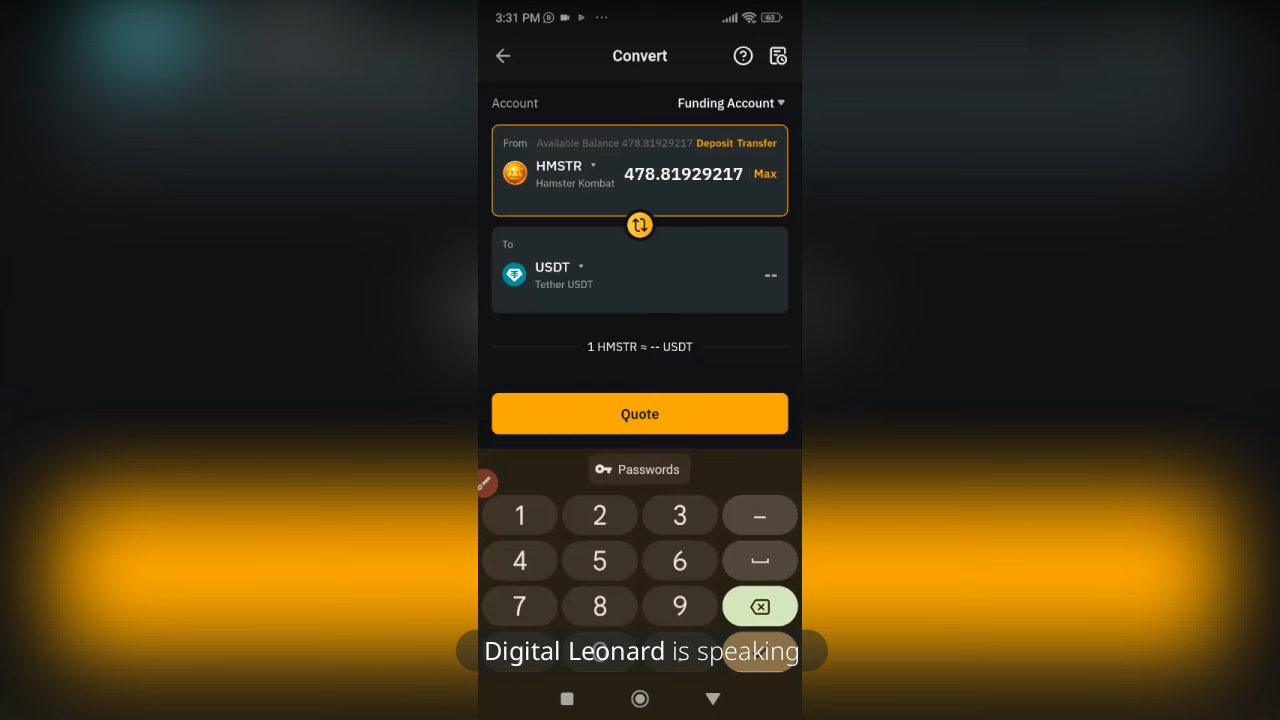 3:31 PM
63
Convert
Account
Funding Account
From Available Balance 478.81929217 Deposit Transfer
HMSTR
Hamster Kombat
478.81929217 Max
To
USDT
Tether USDT
--
1 HMSTR ≈ -- USDT
Quote
Passwords
1 2 3 –
4 5 6
7 8 9
Digital Leonard is speaking